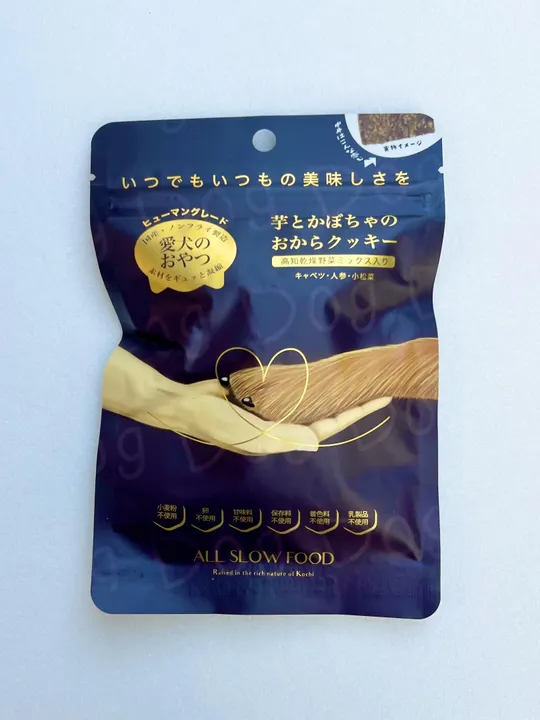 実物イメージ
いつでもいつもの美味しさを
ヒューマングレード
国産・ノンフライ製造
愛犬の
おやつ
素材をギュッと凝縮
芋とかぼちゃの
おからクッキー
高知乾燥野菜ミックス入り
キャベツ・人参・小松菜
小麦粉
不使用
卵
不使用
甘味料
不使用
保存料
不使用
着色料
不使用
乳製品
不使用
ALL SLOW FOOD
Raised in the rich nature of Kochi
Dog